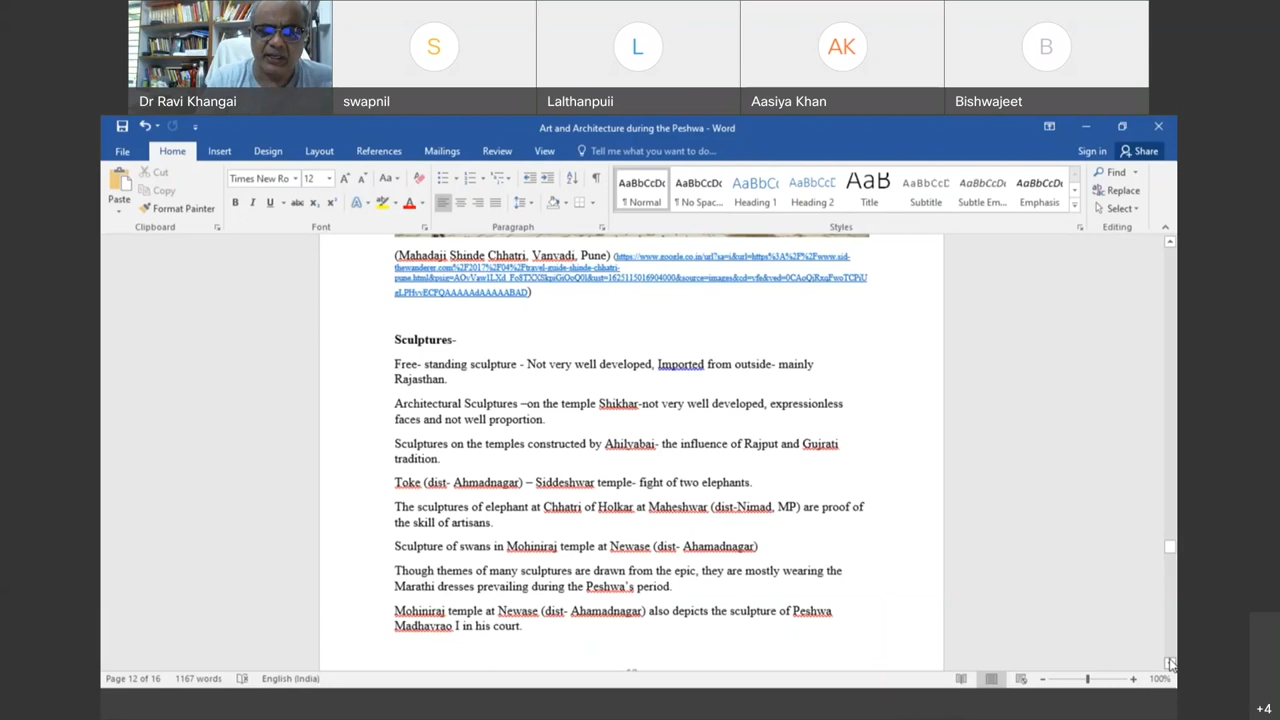 S
L
AK
B
Dr Ravi Khangai
swapnil
Lalthanpuii
Aasiya Khan
Bishwajeet
Art and Architecture during the Peshwa - Word
File
Home
Insert
Design
Layout
References
Mailings
Review
View
Tell me what you want to do...
Sign in
Share
Paste
Cut
Copy
Format Painter
Times New Ro
12
AaBbCcDc
¶ Normal
AaBbCcDc
¶ No Spac...
AaBbCc
Heading 1
AaBbCcC
Heading 2
AaB
Title
AaBbCcC
Subtitle
AaBbCcDc
Subtle Em...
AaBbCcDc
Emphasis
Find
Replace
Select
Clipboard
Font
Paragraph
Styles
Editing
(Mahadaji Shinde Chhatri, Vanvadi, Pune) (
Sculptures-
Free- standing sculpture - Not very well developed, Imported from outside- mainly
Rajasthan.
Architectural Sculptures –on the temple Shikhar-not very well developed, expressionless
faces and not well proportion.
Sculptures on the temples constructed by Ahilyabai- the influence of Rajput and Gujrati
tradition.
Toke (dist- Ahmadnagar) – Siddeshwar temple- fight of two elephants.
The sculptures of elephant at Chhatri of Holkar at Maheshwar (dist-Nimad, MP) are proof of
the skill of artisans.
Sculpture of swans in Mohiniraj temple at Newase (dist- Ahamadnagar)
Though themes of many sculptures are drawn from the epic, they are mostly wearing the
Marathi dresses prevailing during the Peshwa's period.
Mohiniraj temple at Newase (dist- Ahamadnagar) also depicts the sculpture of Peshwa
Madhavrao I in his court.
Page 12 of 16
1167 words
English (India)
100%
+4